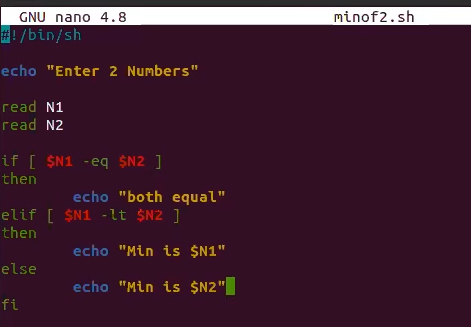 GNU nano 4.8 minof2.sh
#!/bin/sh
echo "Enter 2 Numbers"
read N1
read N2
if [ $N1 -eq $N2 ]
then
        echo "both equal"
elif [ $N1 -lt $N2 ]
then
        echo "Min is $N1"
else
        echo "Min is $N2"
fi